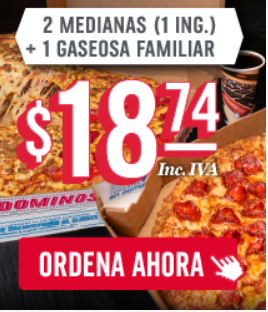 2 MEDIANAS (1 ING.)
+ 1 GASEOSA FAMILIAR
$18.74
Inc. IVA
DOMINOS
ORDENA AHORA